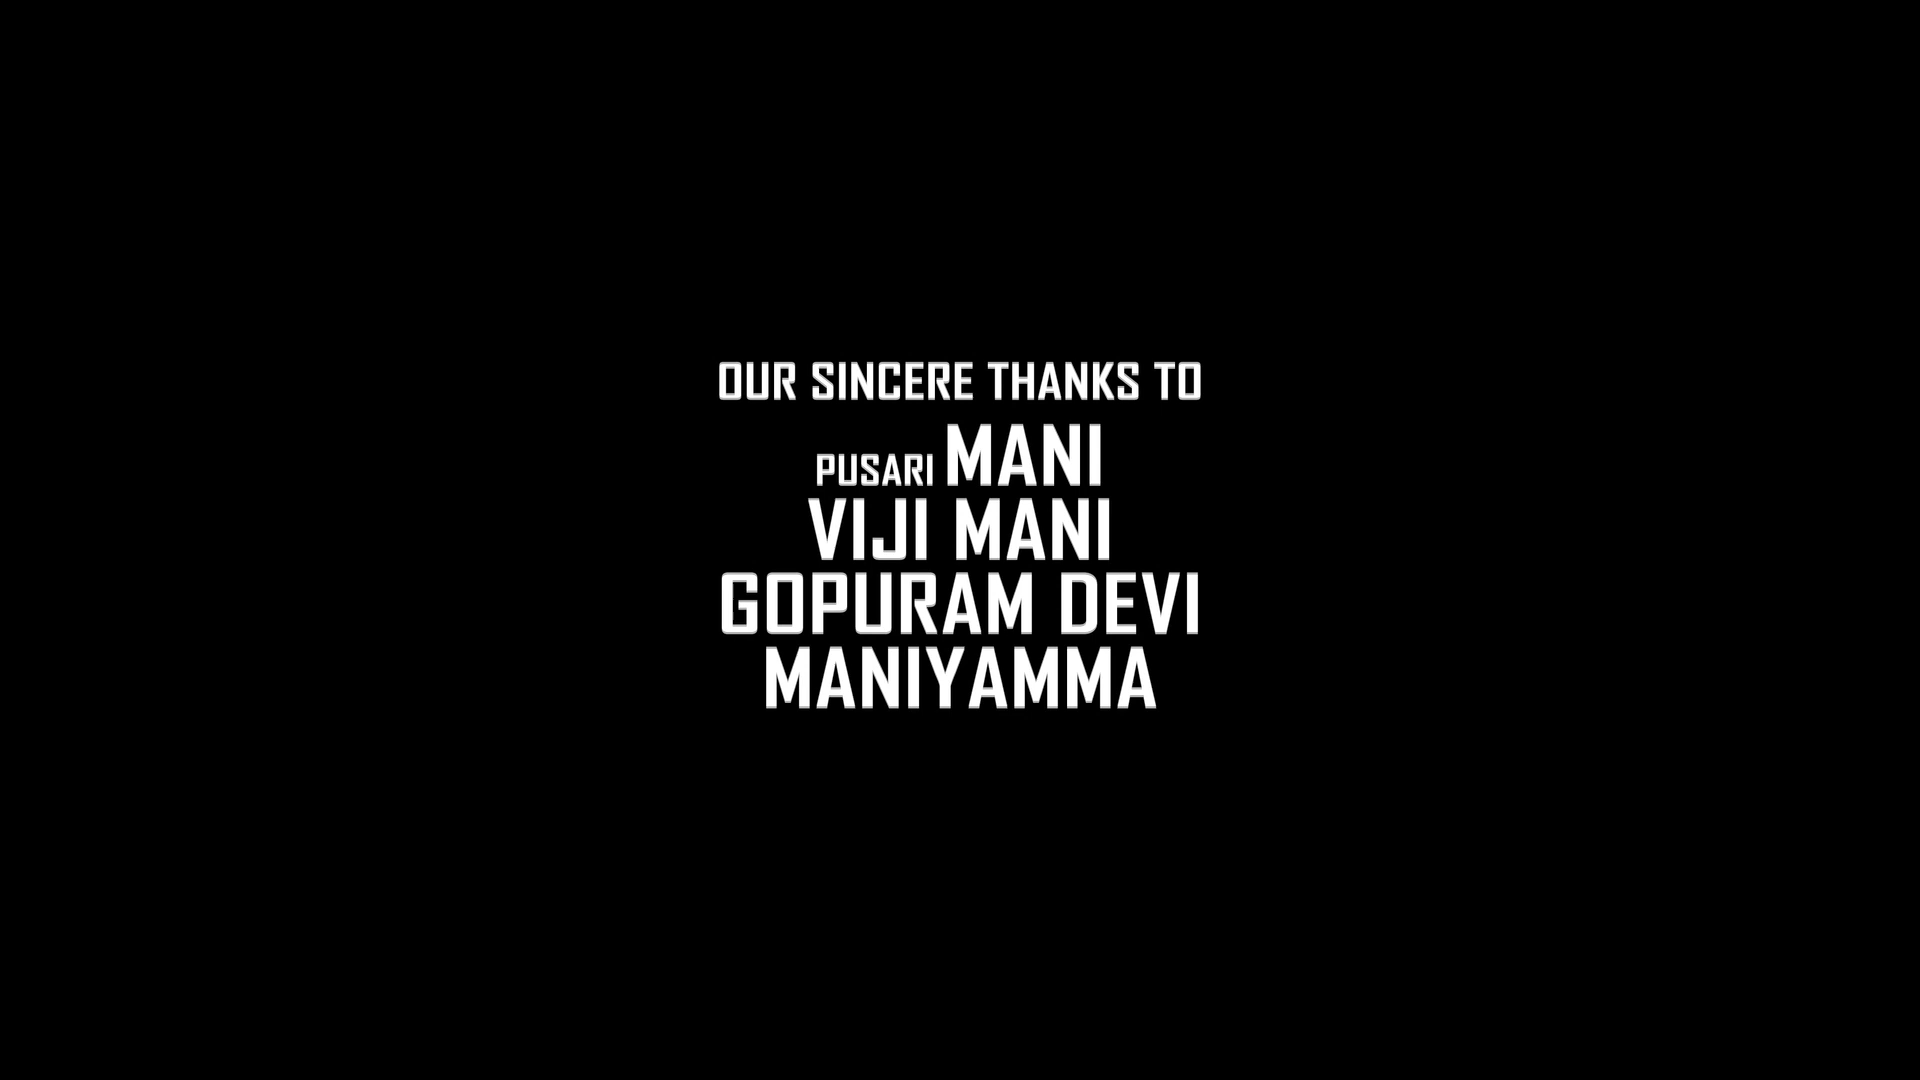 OUR SINCERE THANKS TO
PUSARI MANI
VIJI MANI
GOPURAM DEVI
MANIYAMMA